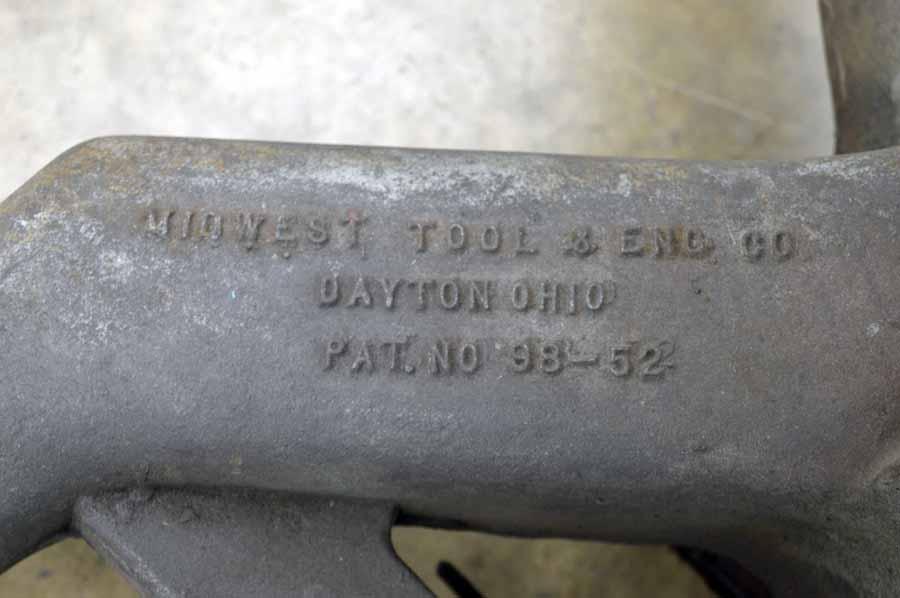 MIDWEST TOOL & ENG. CO.
DAYTON OHIO
PAT. NO 98-52